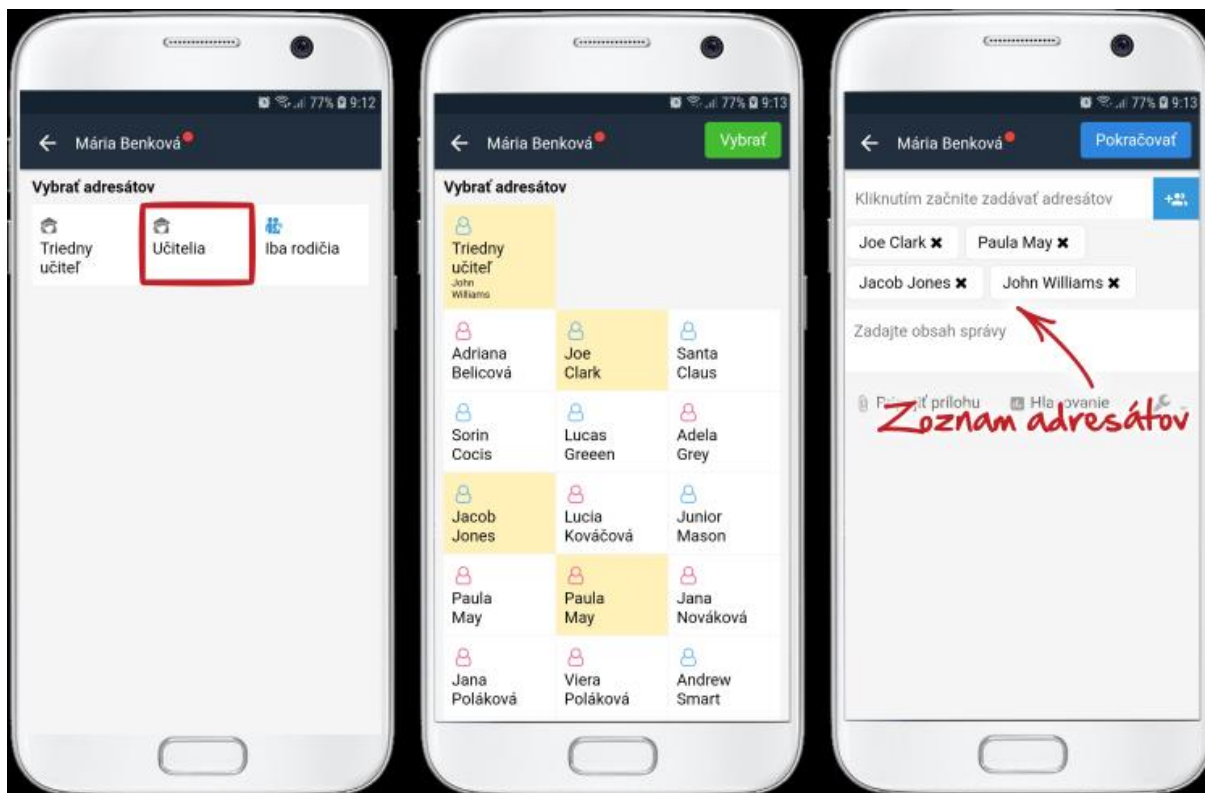 77% 9:12
Mária Benková
Vybrať adresátov
Triedny
učiteľ
Učitelia
Iba rodičia
77% 9:13
Mária Benková
Vybrať
Vybrať adresátov
Triedny
učiteľ
John
Williams
Adriana
Belicová
Joe
Clark
Santa
Claus
Sorin
Cocis
Lucas
Greeen
Adela
Grey
Jacob
Jones
Lucia
Kováčová
Junior
Mason
Paula
May
Paula
May
Jana
Nováková
Jana
Poláková
Viera
Poláková
Andrew
Smart
77% 9:13
Mária Benková
Pokračovať
Kliknutím začnite zadávať adresátov
Joe Clark ✖ Paula May ✖
Jacob Jones ✖ John Williams ✖
Zadajte obsah správy
prílohu
Zoznam adresátov